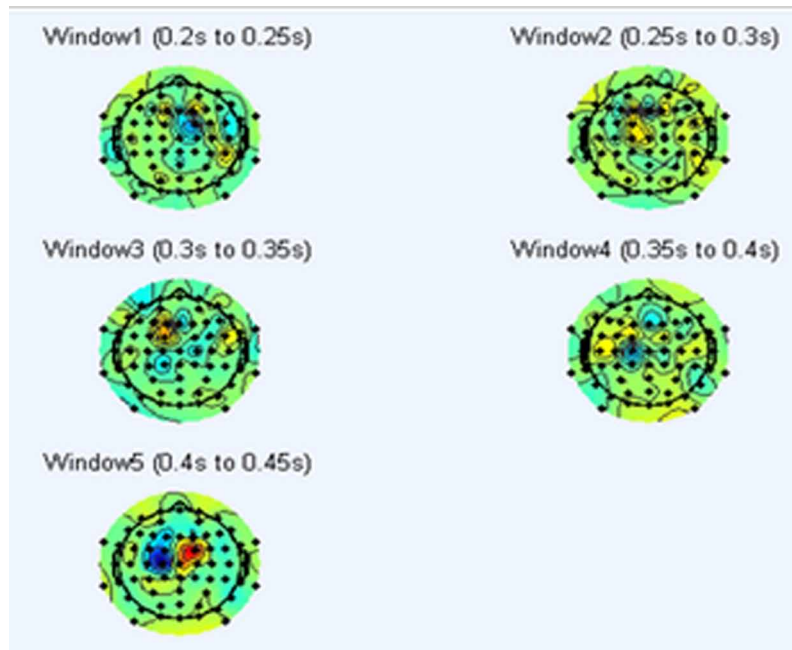 Window1 (0.2s to 0.25s)
Window2 (0.25s to 0.3s)
Window3 (0.3s to 0.35s)
Window4 (0.35s to 0.4s)
Window5 (0.4s to 0.45s)